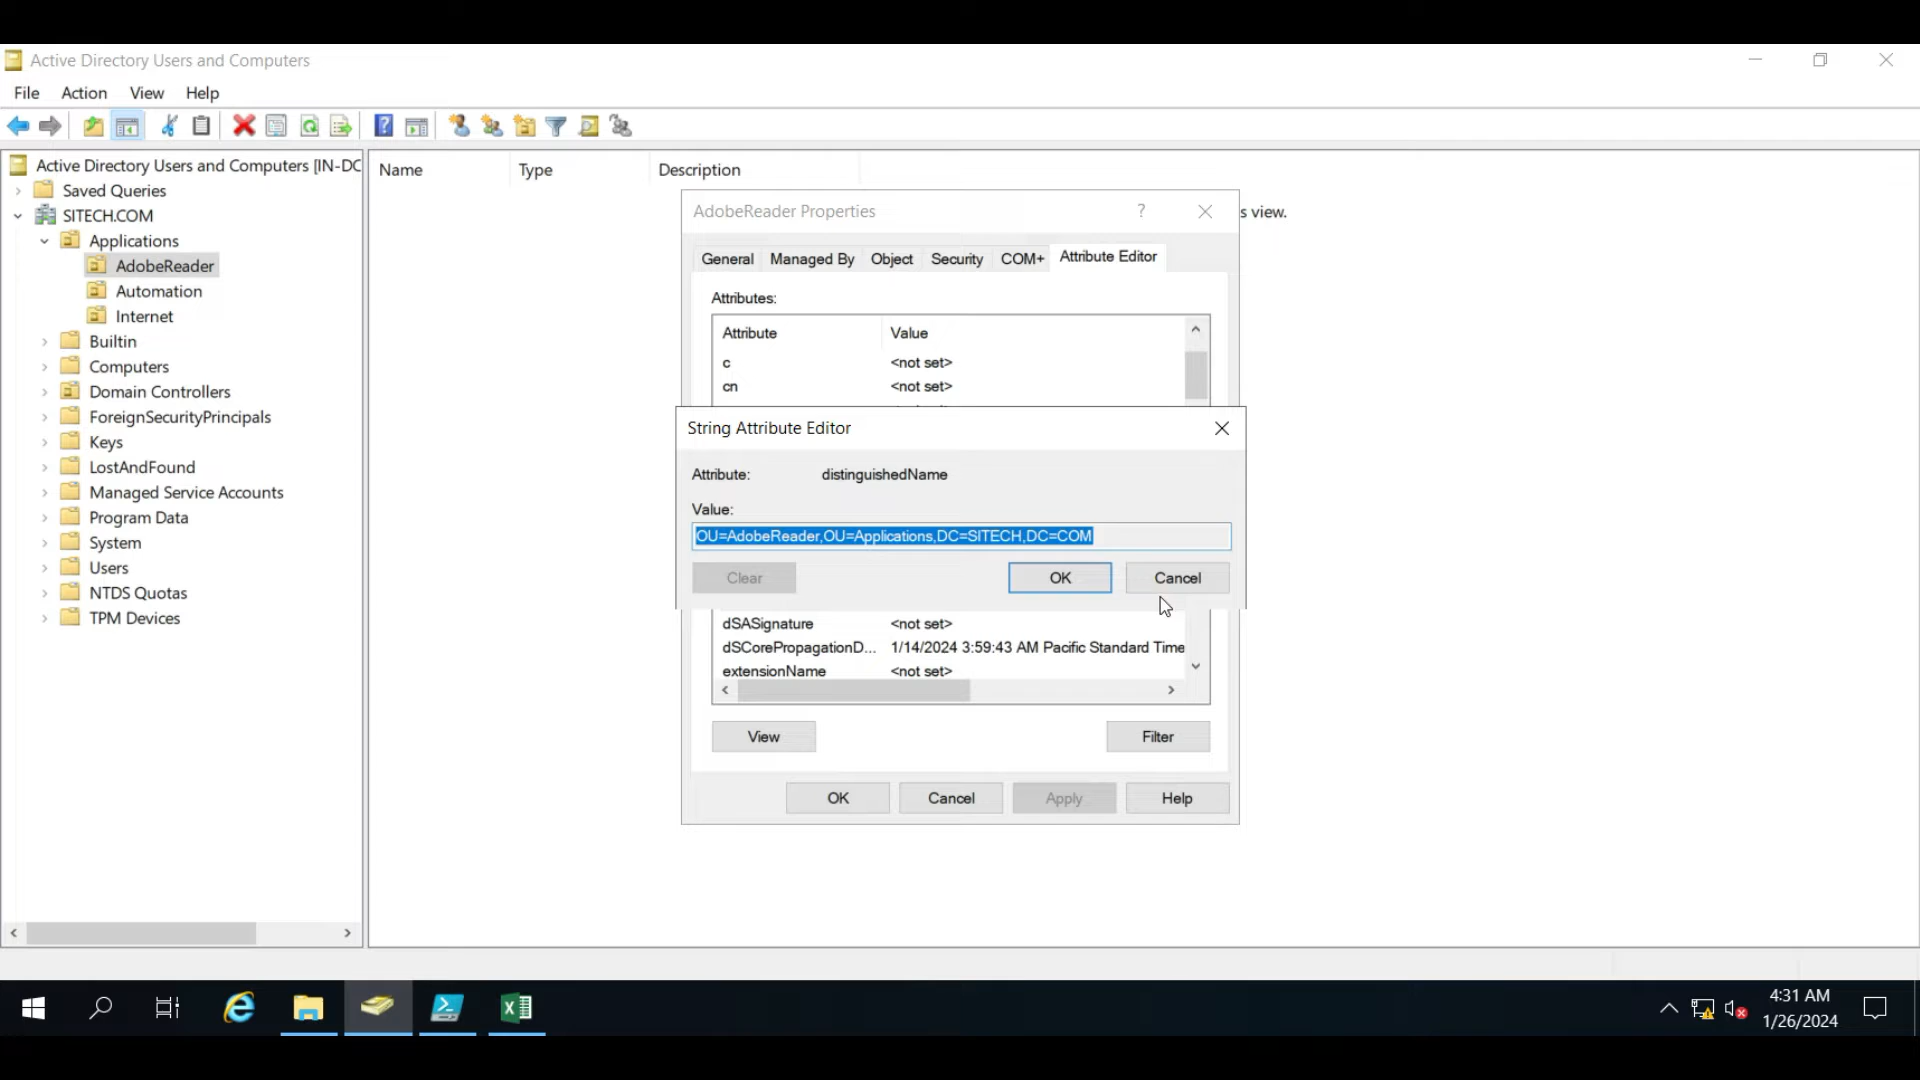 Active Directory Users and Computers
File Action View Help
Active Directory Users and Computers [IN-DC
Saved Queries
SITECH.COM
Applications
AdobeReader
Automation
Internet
Builtin
Computers
Domain Controllers
ForeignSecurityPrincipals
Keys
LostAndFound
Managed Service Accounts
Program Data
System
Users
NTDS Quotas
TPM Devices
Name Type Description
s view.
AdobeReader Properties
General Managed By Object Security COM+ Attribute Editor
Attributes:
Attribute Value
c <not set>
cn <not set>
String Attribute Editor
Attribute: distinguishedName
Value:
OU=AdobeReader,OU=Applications,DC=SITECH,DC=COM
Clear OK Cancel
dSASignature <not set>
dSCorePropagationD... 1/14/2024 3:59:43 AM Pacific Standard Time
extensionName <not set>
View Filter
OK Cancel Apply Help
4:31 AM
1/26/2024